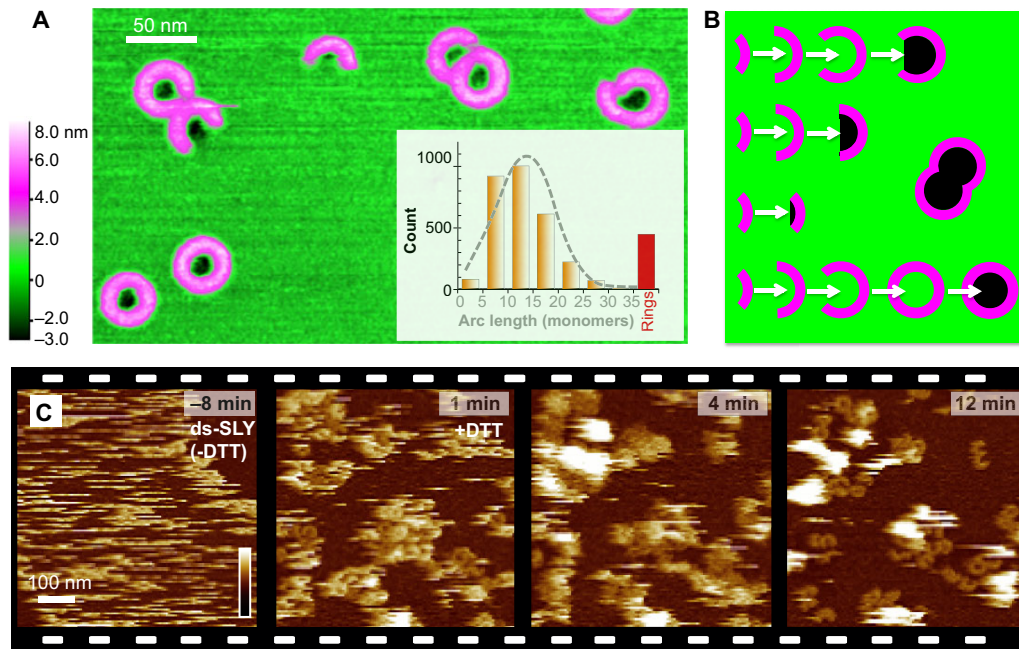 A
50 nm
8.0 nm
6.0
4.0
2.0
0
–2.0
–3.0
1000
500
0
Count
0 5 10 15 20 25 30 35
Rings
Arc length (monomers)
B
C
–8 min
ds-SLY
(-DTT)
100 nm
1 min
+DTT
4 min
12 min